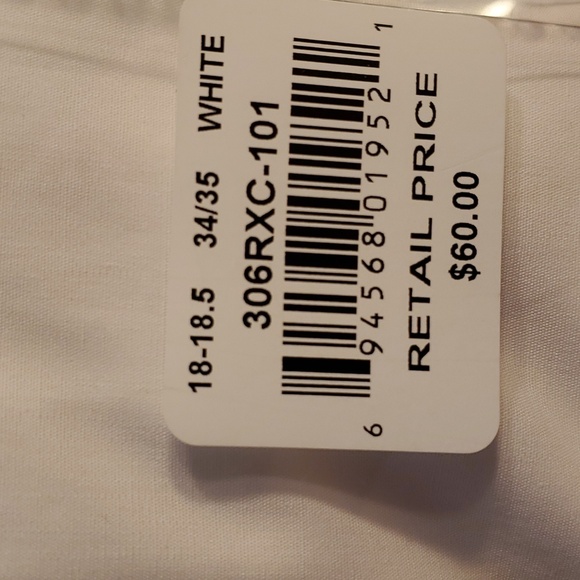 18-18.5 34/35 WHITE
306RXC-101
6 94568 01952 1
RETAIL PRICE
$60.00